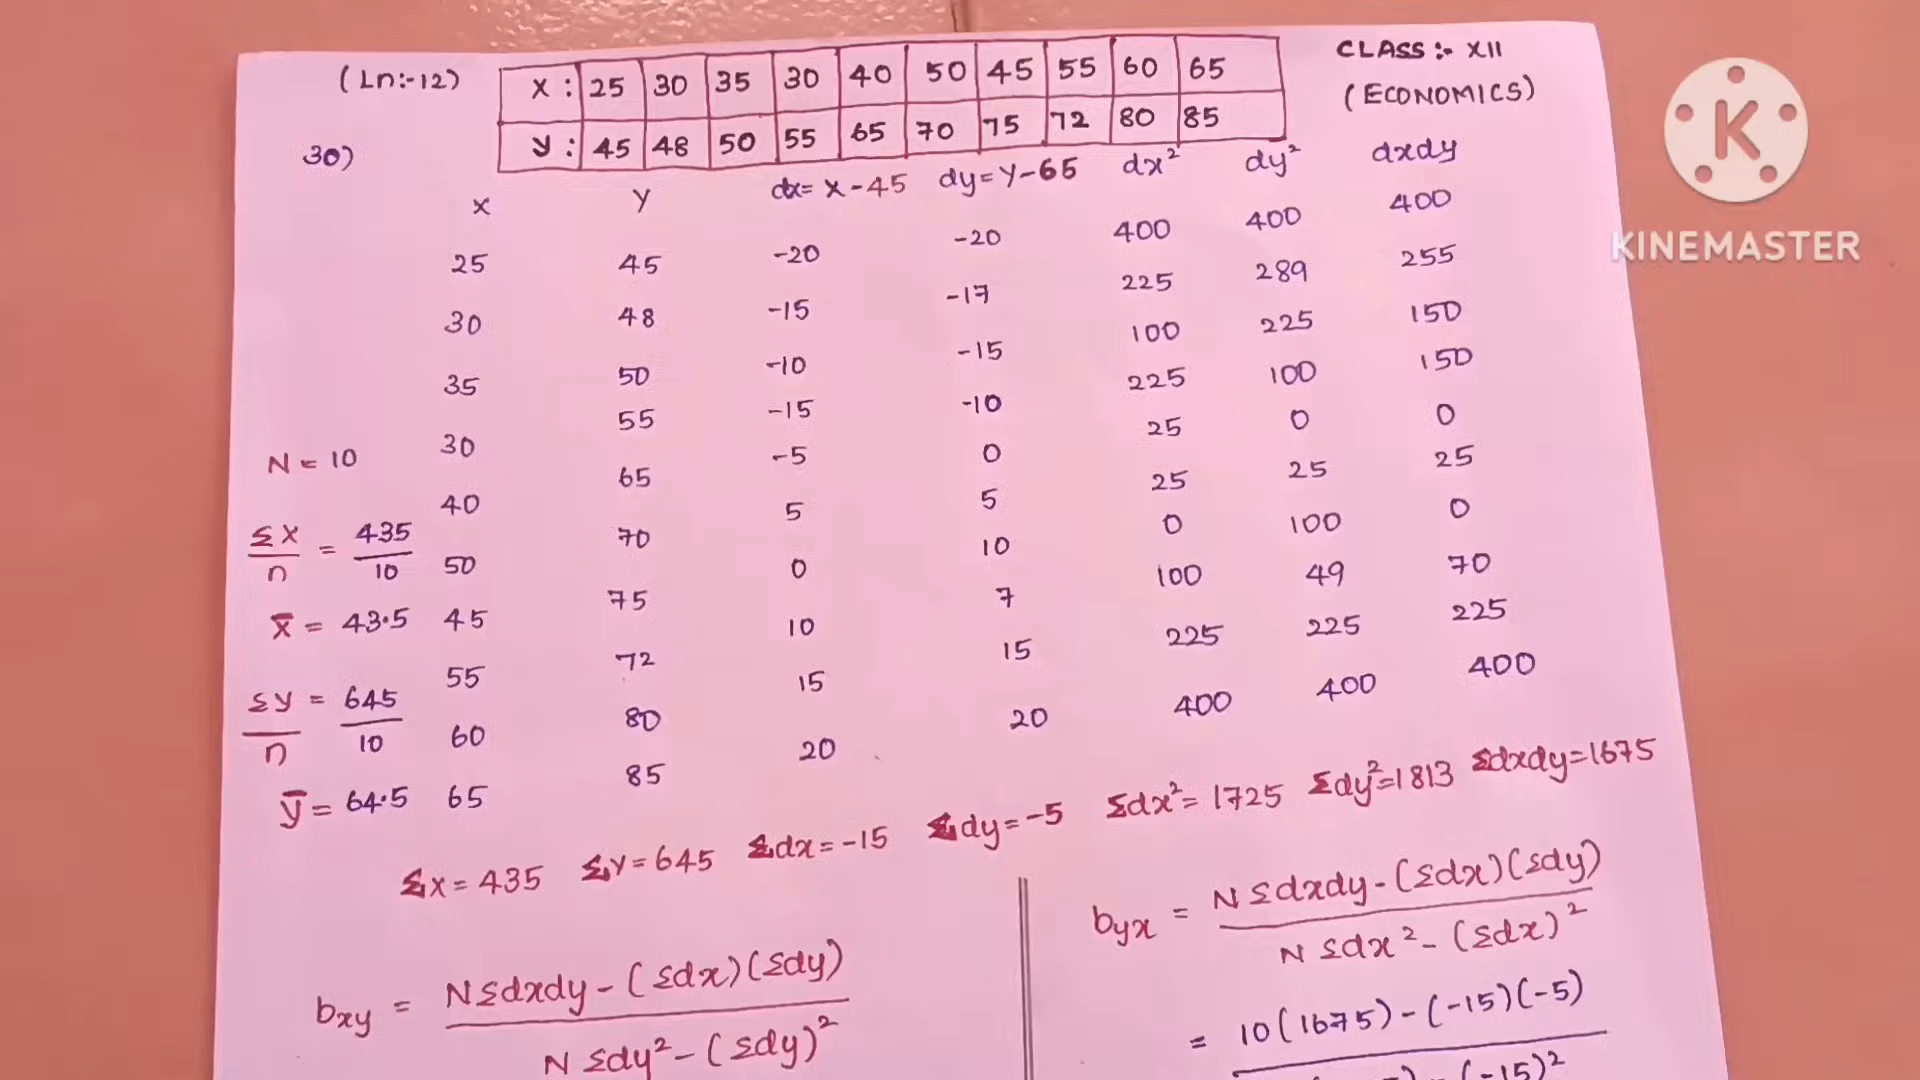 (Ln:-12)
CLASS :- XII
(ECONOMICS)
X : 25 30 35 30 40 50 45 55 60 65
Y : 45 48 50 55 65 70 75 72 80 85
30)
X Y dx= X-45 dy=Y-65 dx² dy² dxdy
25 45 -20 -20 400 400 400
30 48 -15 -17 225 289 255
35 50 -10 -15 100 225 150
30 55 -15 -10 225 100 150
40 65 -5 0 25 0 0
50 70 5 5 25 25 25
45 75 0 10 0 100 0
55 72 10 7 100 49 70
60 80 15 15 225 225 225
65 85 20 20 400 400 400
N = 10
ΣX/n = 435/10
x̄ = 43.5
Σy/n = 645/10
ȳ = 64.5
Σx = 435 ΣY = 645 Σdx = -15 Σdy = -5 Σdx² = 1725 Σdy²=1813 Σdxdy=1675
bxy = NΣdxdy - (Σdx)(Σdy) / NΣdy² - (Σdy)²
byx = NΣdxdy - (Σdx)(Σdy) / NΣdx² - (Σdx)²
= 10(1675) - (-15)(-5)
(-15)²
K
KINEMASTER